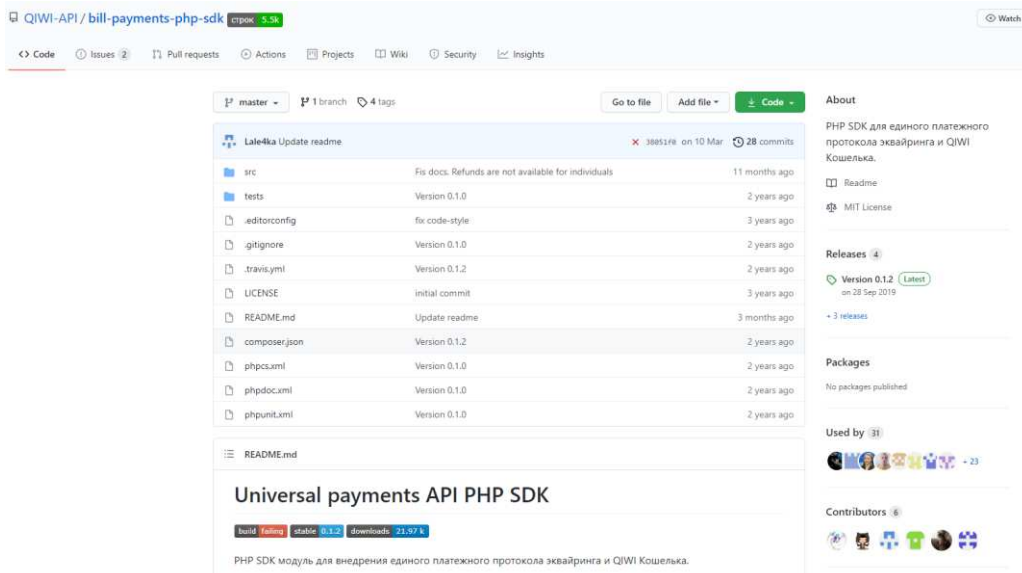 QIWI-API / bill-payments-php-sdk строк 5.5k
Watch
Code Issues 2 Pull requests Actions Projects Wiki Security Insights
master 1 branch 4 tags Go to file Add file Code
Lale4ka Update readme on 10 Mar 28 commits
src Fis docs. Refunds are not available for individuals 11 months ago
tests Version 0.1.0 2 years ago
.editorconfig fix code-style 3 years ago
.gitignore Version 0.1.0 2 years ago
.travis.yml Version 0.1.2 2 years ago
LICENSE initial commit 3 years ago
README.md Update readme 3 months ago
composer.json Version 0.1.2 2 years ago
phpcs.xml Version 0.1.0 2 years ago
phpdoc.xml Version 0.1.0 2 years ago
phpunit.xml Version 0.1.0 2 years ago
README.md
Universal payments API PHP SDK
build failing stable 0.1.2 downloads 21.97 k
PHP SDK модуль для внедрения единого платежного протокола эквайринга и QIWI Кошелька.
About
PHP SDK для единого платежного
протокола эквайринга и QIWI
Кошелька.
Readme
MIT License
Releases 4
Version 0.1.2 Latest
on 28 Sep 2019
+ 3 releases
Packages
No packages published
Used by 31
+ 23
Contributors 6